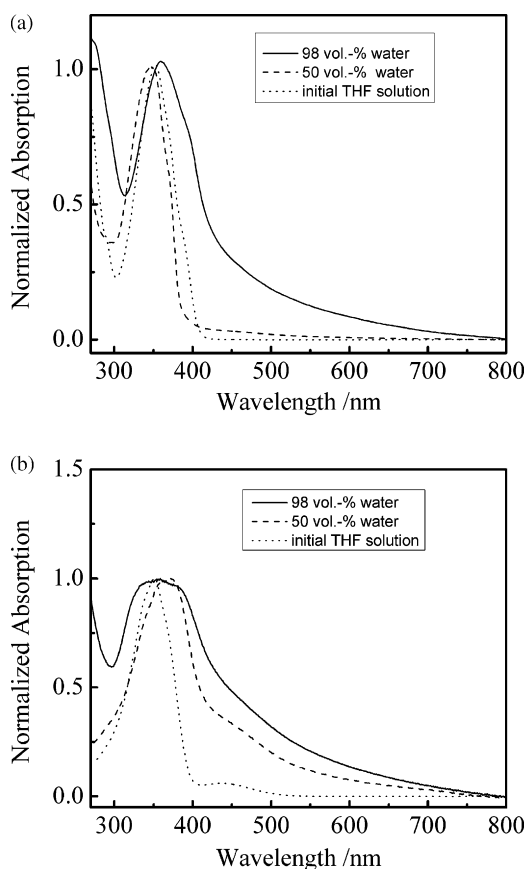 (a)
98 vol.-% water
50 vol.-% water
initial THF solution
Normalized Absorption
1.0
0.5
0.0
300 400 500 600 700 800
Wavelength /nm
(b)
1.5
98 vol.-% water
50 vol.-% water
initial THF solution
Normalized Absorption
1.0
0.5
0.0
300 400 500 600 700 800
Wavelength /nm